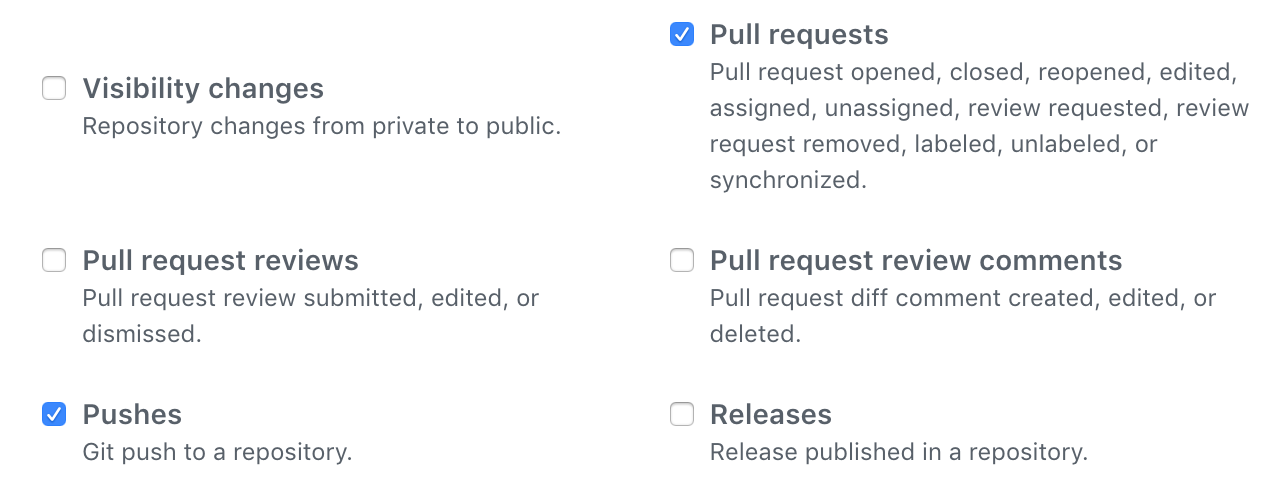 Visibility changes
Repository changes from private to public.
Pull requests
Pull request opened, closed, reopened, edited,
assigned, unassigned, review requested, review
request removed, labeled, unlabeled, or
synchronized.
Pull request reviews
Pull request review submitted, edited, or
dismissed.
Pull request review comments
Pull request diff comment created, edited, or
deleted.
Pushes
Git push to a repository.
Releases
Release published in a repository.